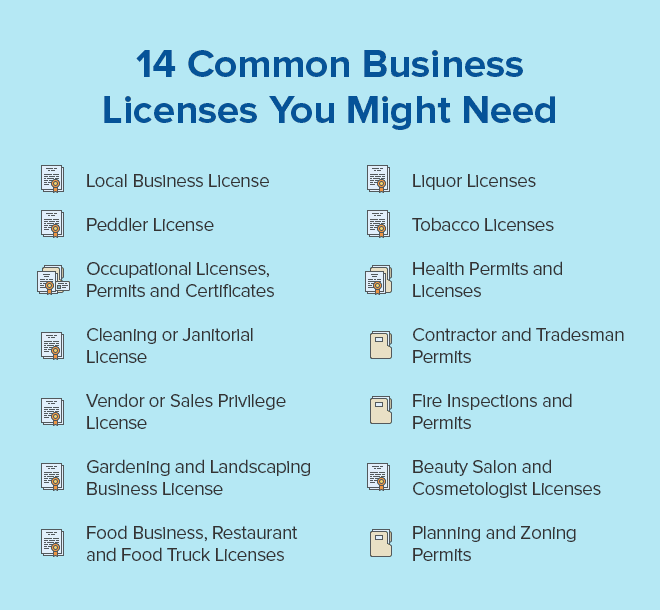 14 Common Business
Licenses You Might Need
Local Business License
Peddler License
Occupational Licenses,
Permits and Certificates
Cleaning or Janitorial
License
Vendor or Sales Privilege
License
Gardening and Landscaping
Business License
Food Business, Restaurant
and Food Truck Licenses
Liquor Licenses
Tobacco Licenses
Health Permits and
Licenses
Contractor and Tradesman
Permits
Fire Inspections and
Permits
Beauty Salon and
Cosmetologist Licenses
Planning and Zoning
Permits